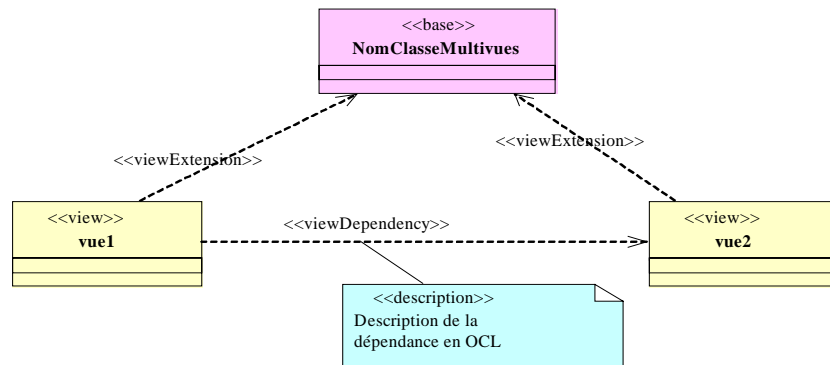 <<base>>
NomClasseMultivues
<<viewExtension>>
<<viewExtension>>
<<view>>
vue1
<<viewDependency>>
<<view>>
vue2
<<description>>
Description de la
dépendance en OCL